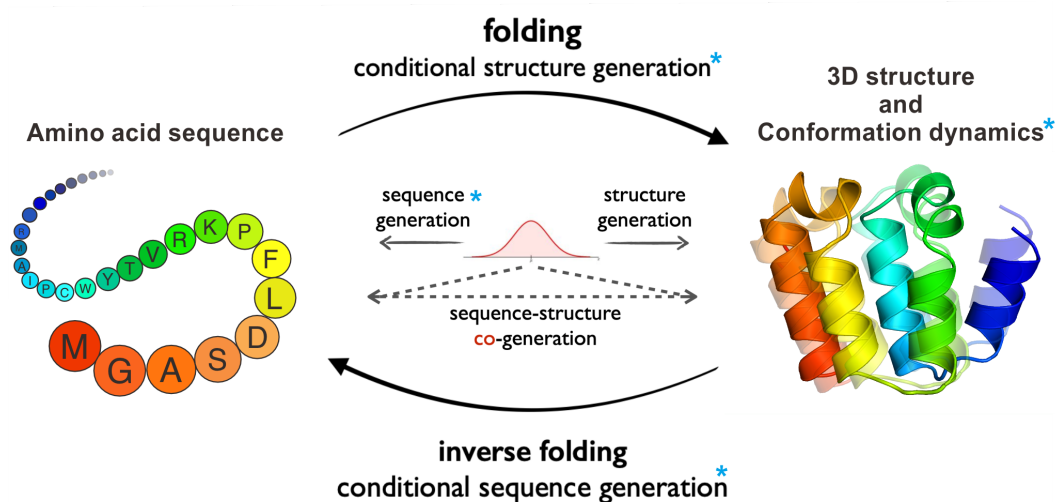 folding
conditional structure generation*
3D structure
and
Conformation dynamics*
Amino acid sequence
sequence *
generation
structure
generation
sequence-structure
co-generation
M G A S D L F P K R V T Y W C P I A M R
inverse folding
conditional sequence generation*